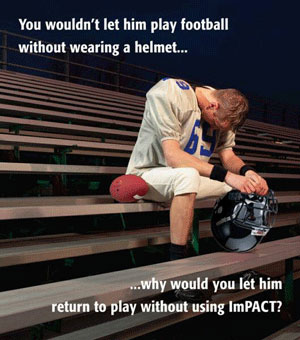 You wouldn't let him play football
without wearing a helmet...
63
...why would you let him
return to play without using ImPACT?